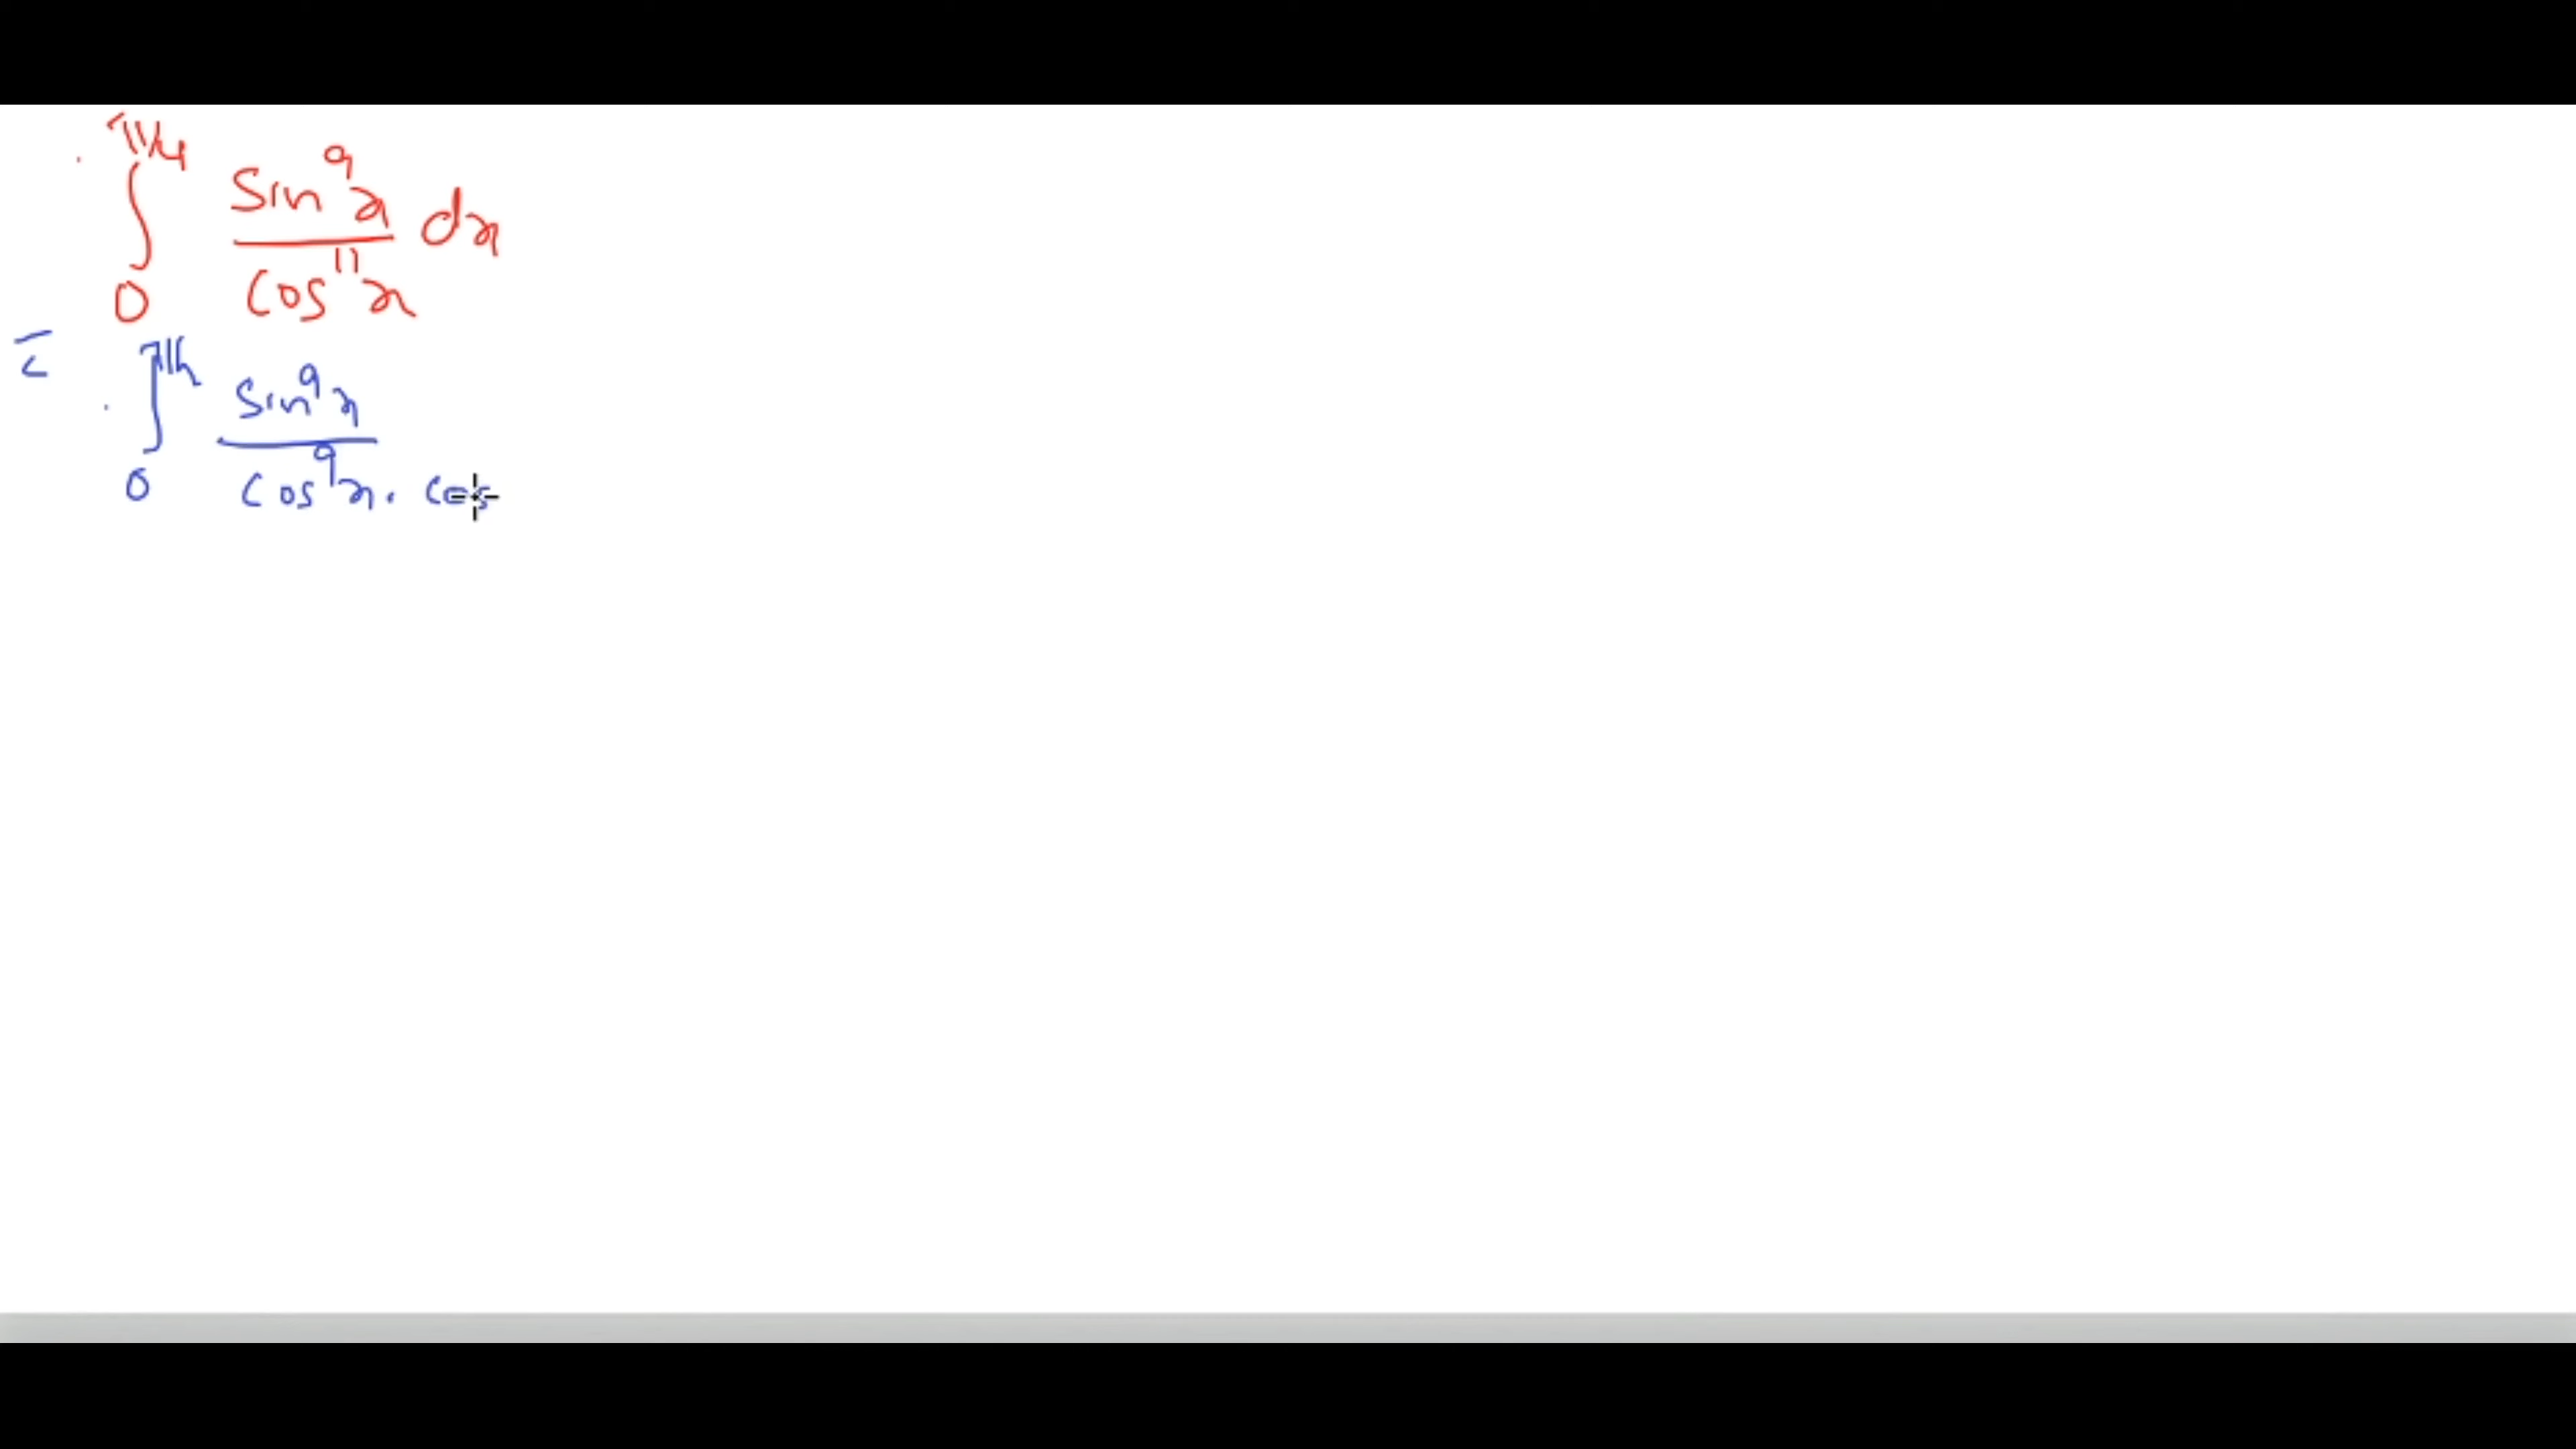 ∫₀^{π/4} sin⁹x / cos¹¹x dx
= ∫₀^{π/4} sin⁹x / cos⁹x · cos